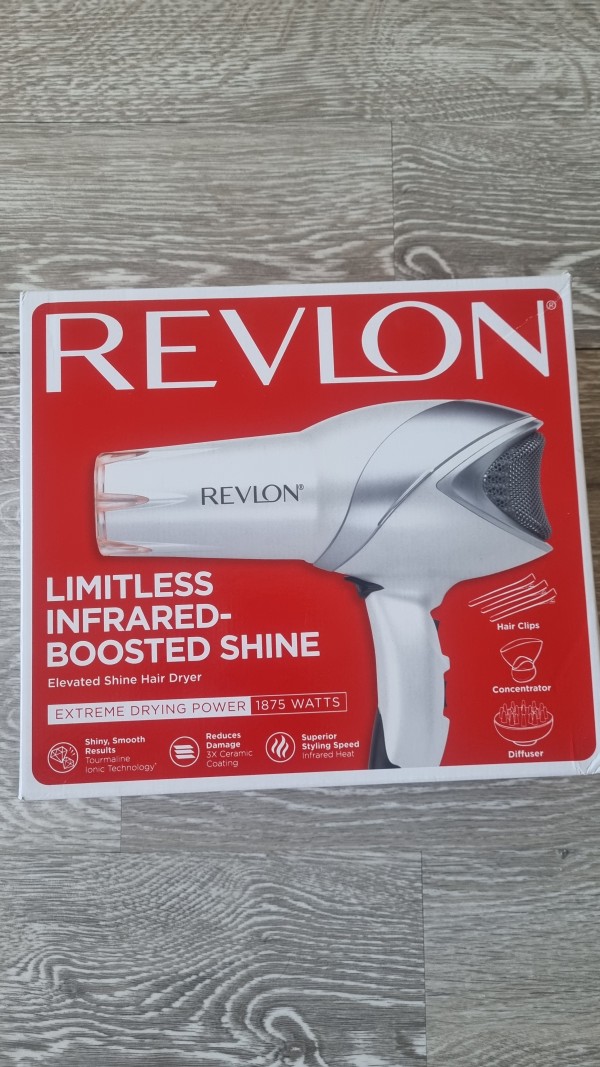 REVLON®
REVLON®
LIMITLESS
INFRARED-
BOOSTED SHINE
Elevated Shine Hair Dryer
EXTREME DRYING POWER 1875 WATTS
Shiny, Smooth
Results
Tourmaline
Ionic Technology*
Reduces
Damage
3X Ceramic
Coating
Superior
Styling Speed
Infrared Heat
Hair Clips
Concentrator
Diffuser